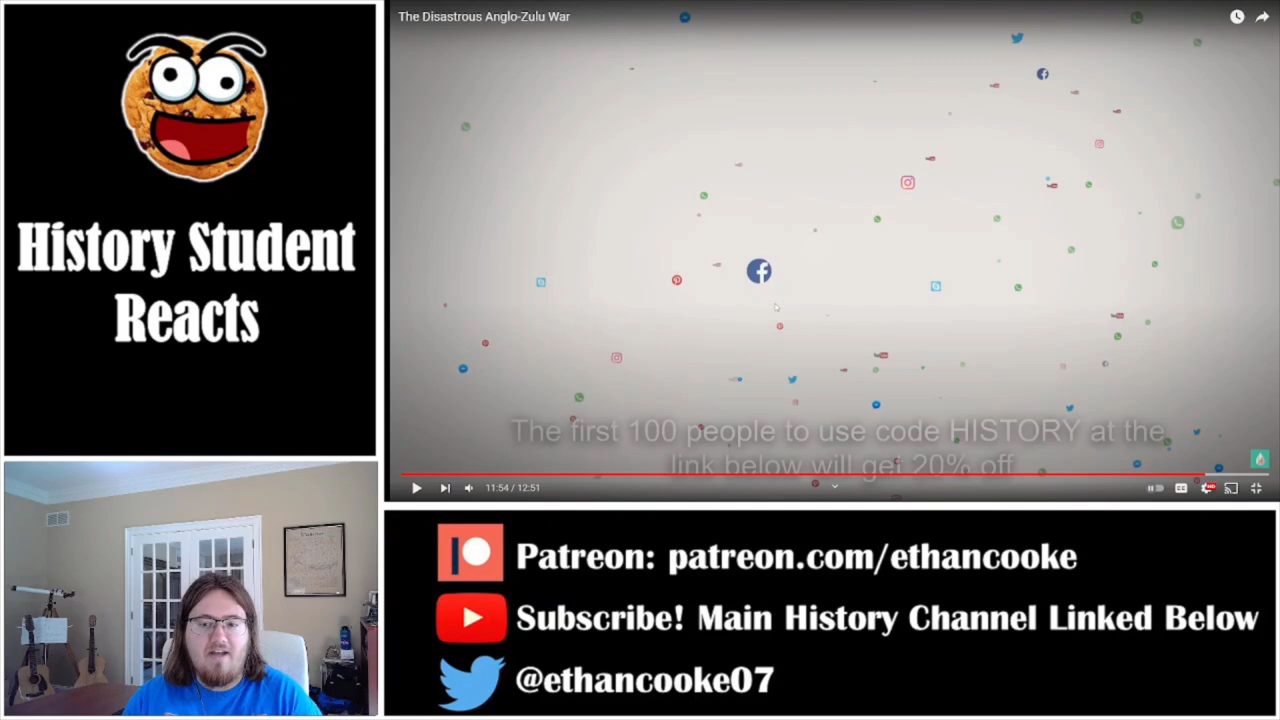 The Disastrous Anglo-Zulu War
History Student
Reacts
The first 100 people to use code HISTORY at the
link below will get 20% off
11:54 / 12:51
Patreon: patreon.com/ethancooke
Subscribe! Main History Channel Linked Below
@ethancooke07